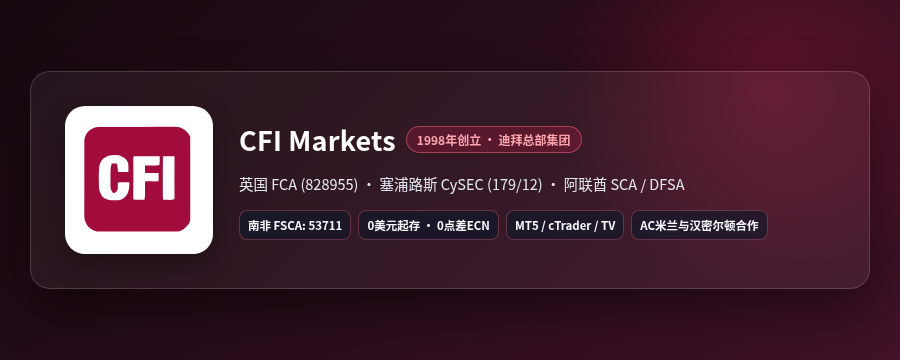 CFI
CFI Markets
1998年创立 · 迪拜总部集团
英国 FCA (828955) · 塞浦路斯 CySEC (179/12) · 阿联酋 SCA / DFSA
南非 FSCA: 53711
0美元起存 · 0点差ECN
MT5 / cTrader / TV
AC米兰与汉密尔顿合作